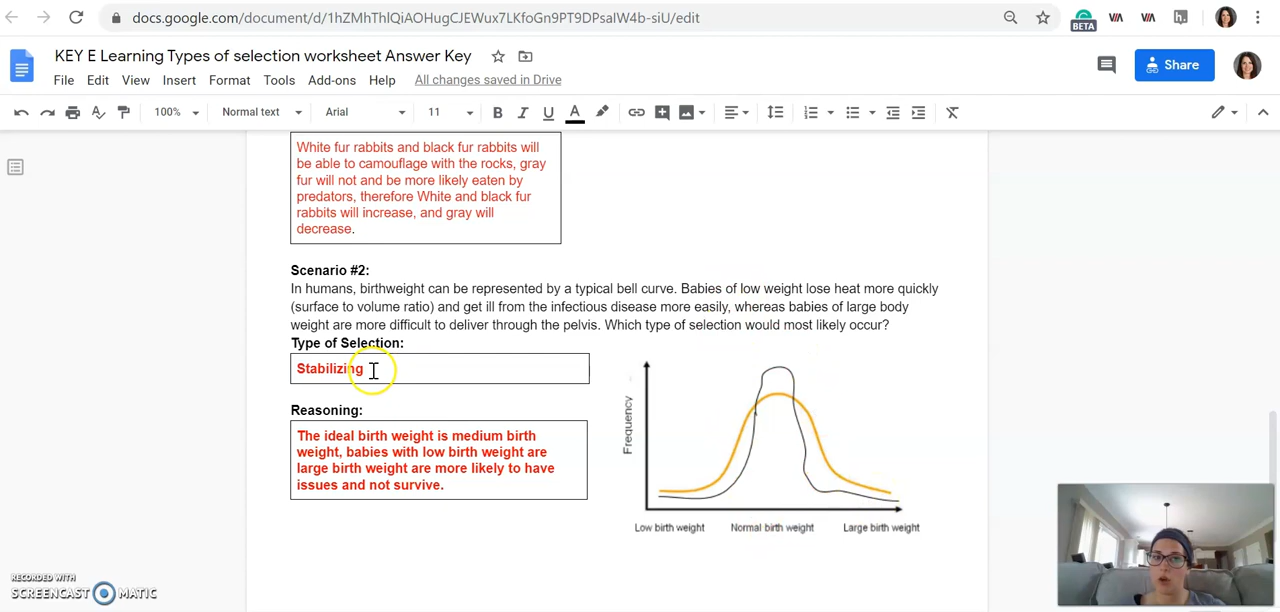 docs.google.com/document/d/1hZMhThlQiAOHugCJEWux7LKfoGn9PT9DPsaIW4b-siU/edit
BETA
KEY E Learning Types of selection worksheet Answer Key
File Edit View Insert Format Tools Add-ons Help All changes saved in Drive
Share
100% Normal text Arial 11
White fur rabbits and black fur rabbits will
be able to camouflage with the rocks, gray
fur will not and be more likely eaten by
predators, therefore White and black fur
rabbits will increase, and gray will
decrease.
Scenario #2:
In humans, birthweight can be represented by a typical bell curve. Babies of low weight lose heat more quickly
(surface to volume ratio) and get ill from the infectious disease more easily, whereas babies of large body
weight are more difficult to deliver through the pelvis. Which type of selection would most likely occur?
Type of Selection:
Stabilizing
Reasoning:
The ideal birth weight is medium birth
weight, babies with low birth weight are
large birth weight are more likely to have
issues and not survive.
Frequency
Low birth weight Normal birth weight Large birth weight
RECORDED WITH
SCREENCAST MATIC